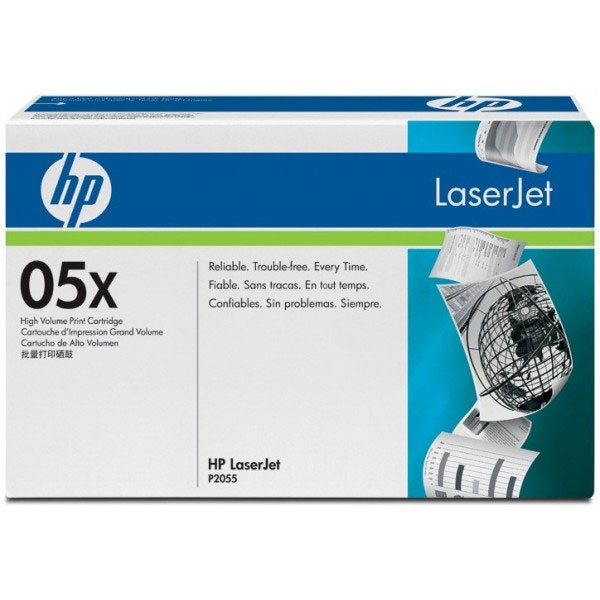 hp
hp
LaserJet
05x
High Volume Print Cartridge
Cartouche d'Impression Grand Volume
Cartucho de Alto Volumen
批量打印硒鼓
Reliable. Trouble-free. Every Time.
Fiable. Sans tracas. En tout temps.
Confiables. Sin problemas. Siempre.
HP LaserJet
P2055